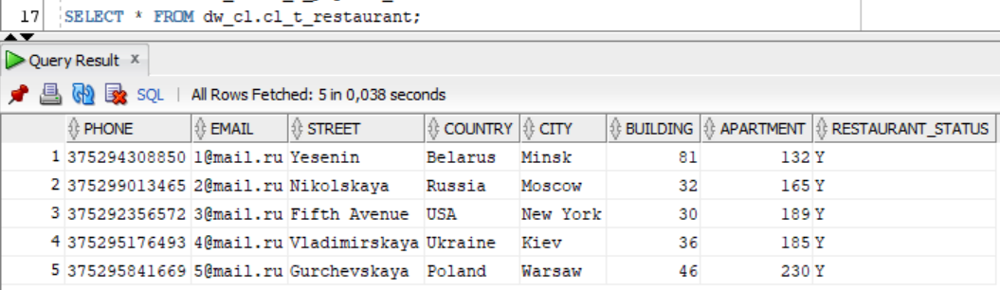 17 SELECT * FROM dw_cl.cl_t_restaurant;
Query Result x
SQL | All Rows Fetched: 5 in 0,038 seconds
PHONE EMAIL STREET COUNTRY CITY BUILDING APARTMENT RESTAURANT_STATUS
1 375294308850 1@mail.ru Yesenin Belarus Minsk 81 132 Y
2 375299013465 2@mail.ru Nikolskaya Russia Moscow 32 165 Y
3 375292356572 3@mail.ru Fifth Avenue USA New York 30 189 Y
4 375295176493 4@mail.ru Vladimirskaya Ukraine Kiev 36 185 Y
5 375295841669 5@mail.ru Gurchevskaya Poland Warsaw 46 230 Y